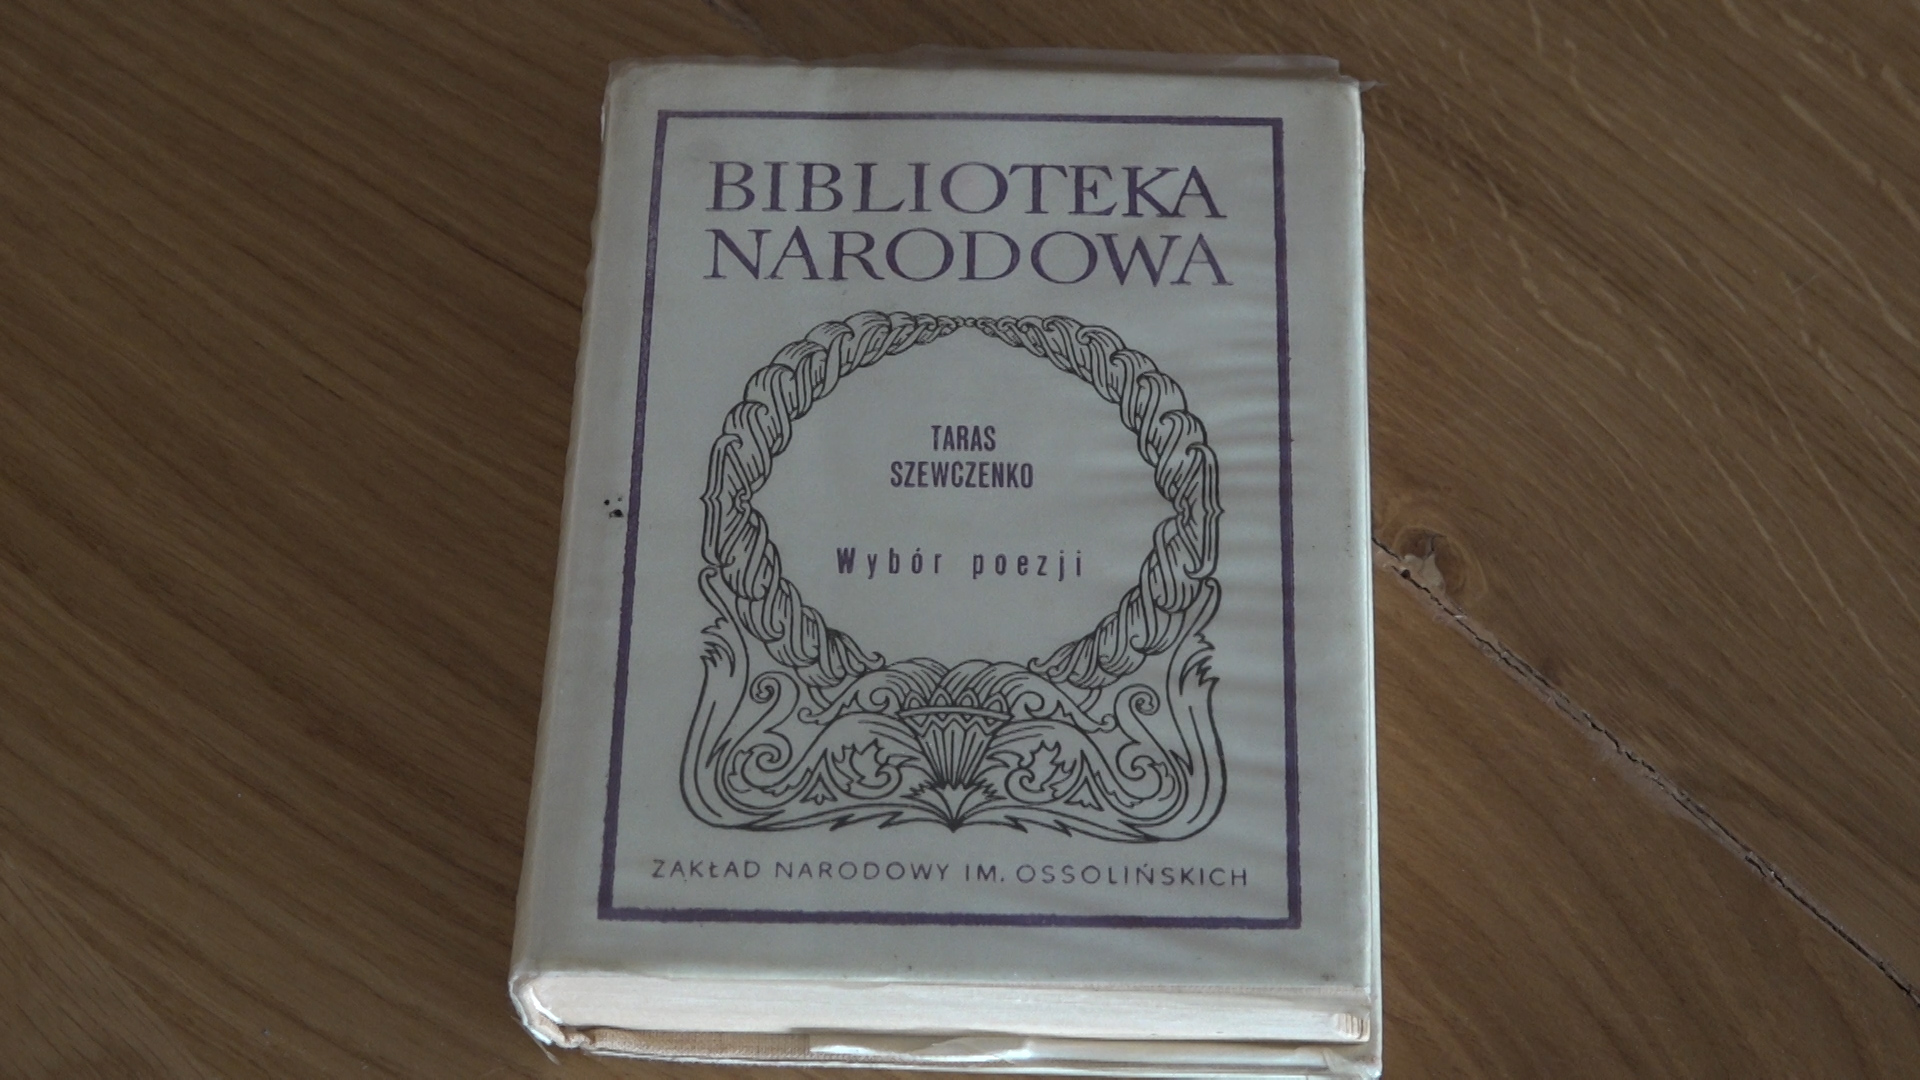 BIBLIOTEKA
NARODOWA
TARAS
SZEWCZENKO
Wybór poezji
ZAKŁAD NARODOWY IM. OSSOLIŃSKICH